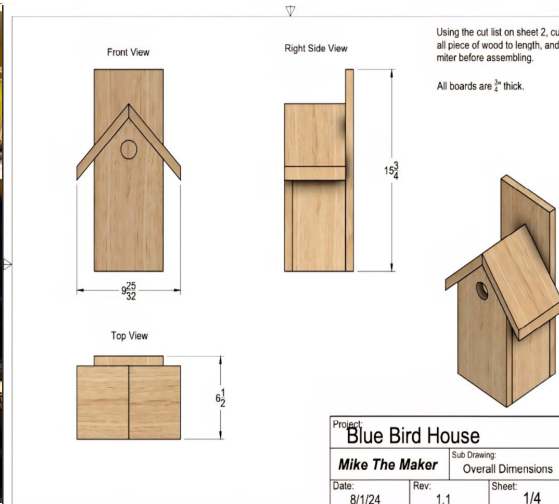 Front View
Right Side View
Using the cut list on sheet 2, cu
all piece of wood to length, and
miter before assembling.
All boards are 3/4" thick.
15 3/4
9 25/32
Top View
6 1/2
Project:
Blue Bird House
Mike The Maker
Sub Drawing:
Overall Dimensions
Date:
8/1/24
Rev:
1.1
Sheet:
1/4